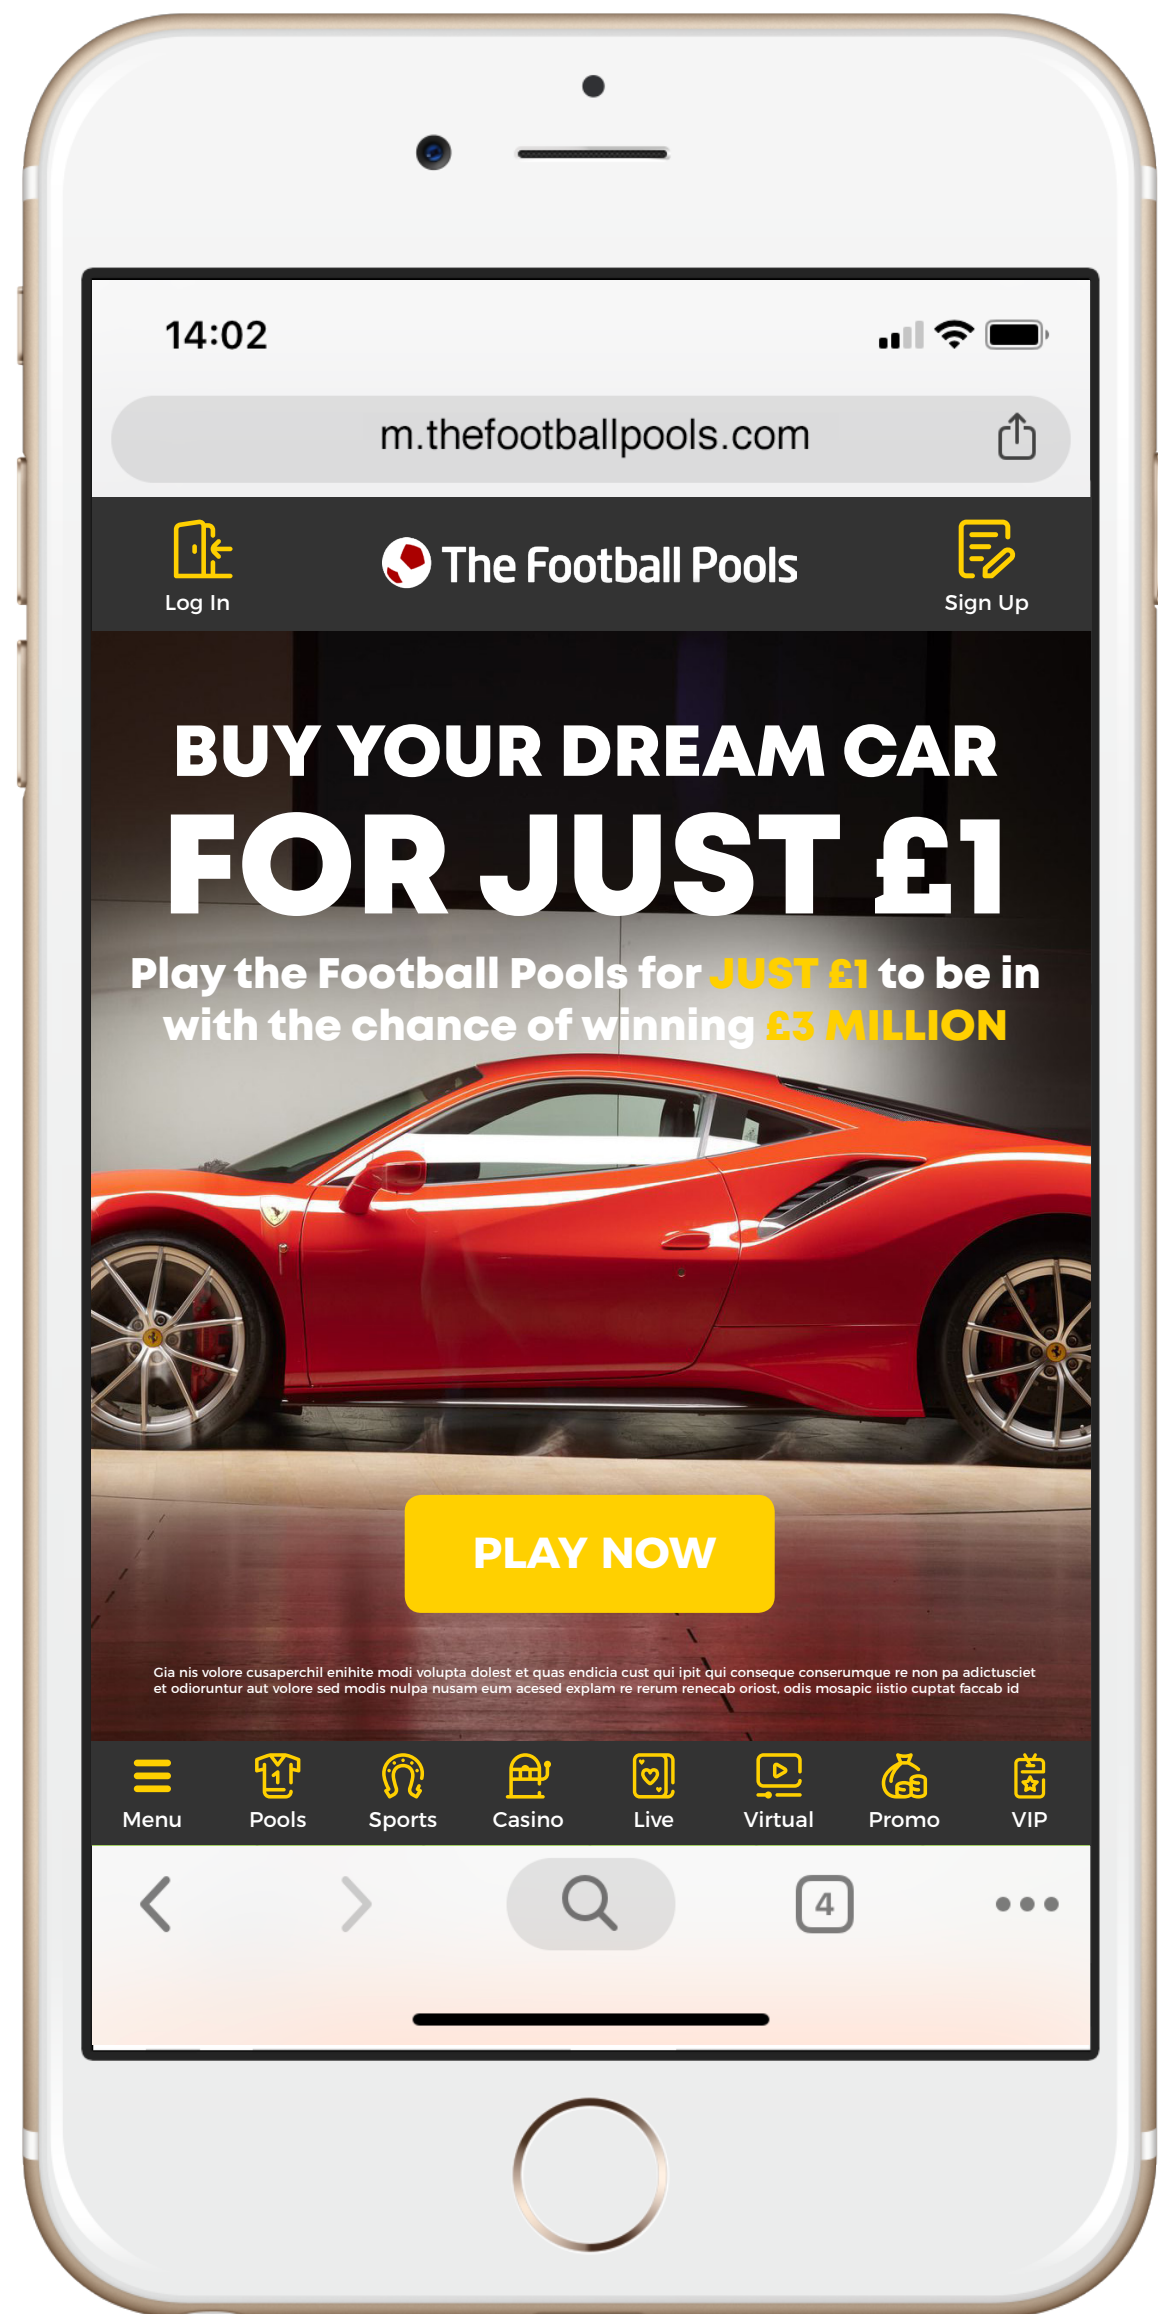 14:02
m.thefootballpools.com
Log In
The Football Pools
Sign Up
BUY YOUR DREAM CAR
FOR JUST £1
Play the Football Pools for JUST £1 to be in
with the chance of winning £3 MILLION
PLAY NOW
Gia nis volore cusaperchil enihite modi volupta dolest et quas endicia cust qui ipit qui conseque conserumque re non pa adictusciet
et odioruntur aut volore sed modis nulpa nusam eum acesed explam re rerum renecab oriost, odis mosapic iistio cuptat faccab id
1
Menu Pools Sports Casino Live Virtual Promo VIP
4